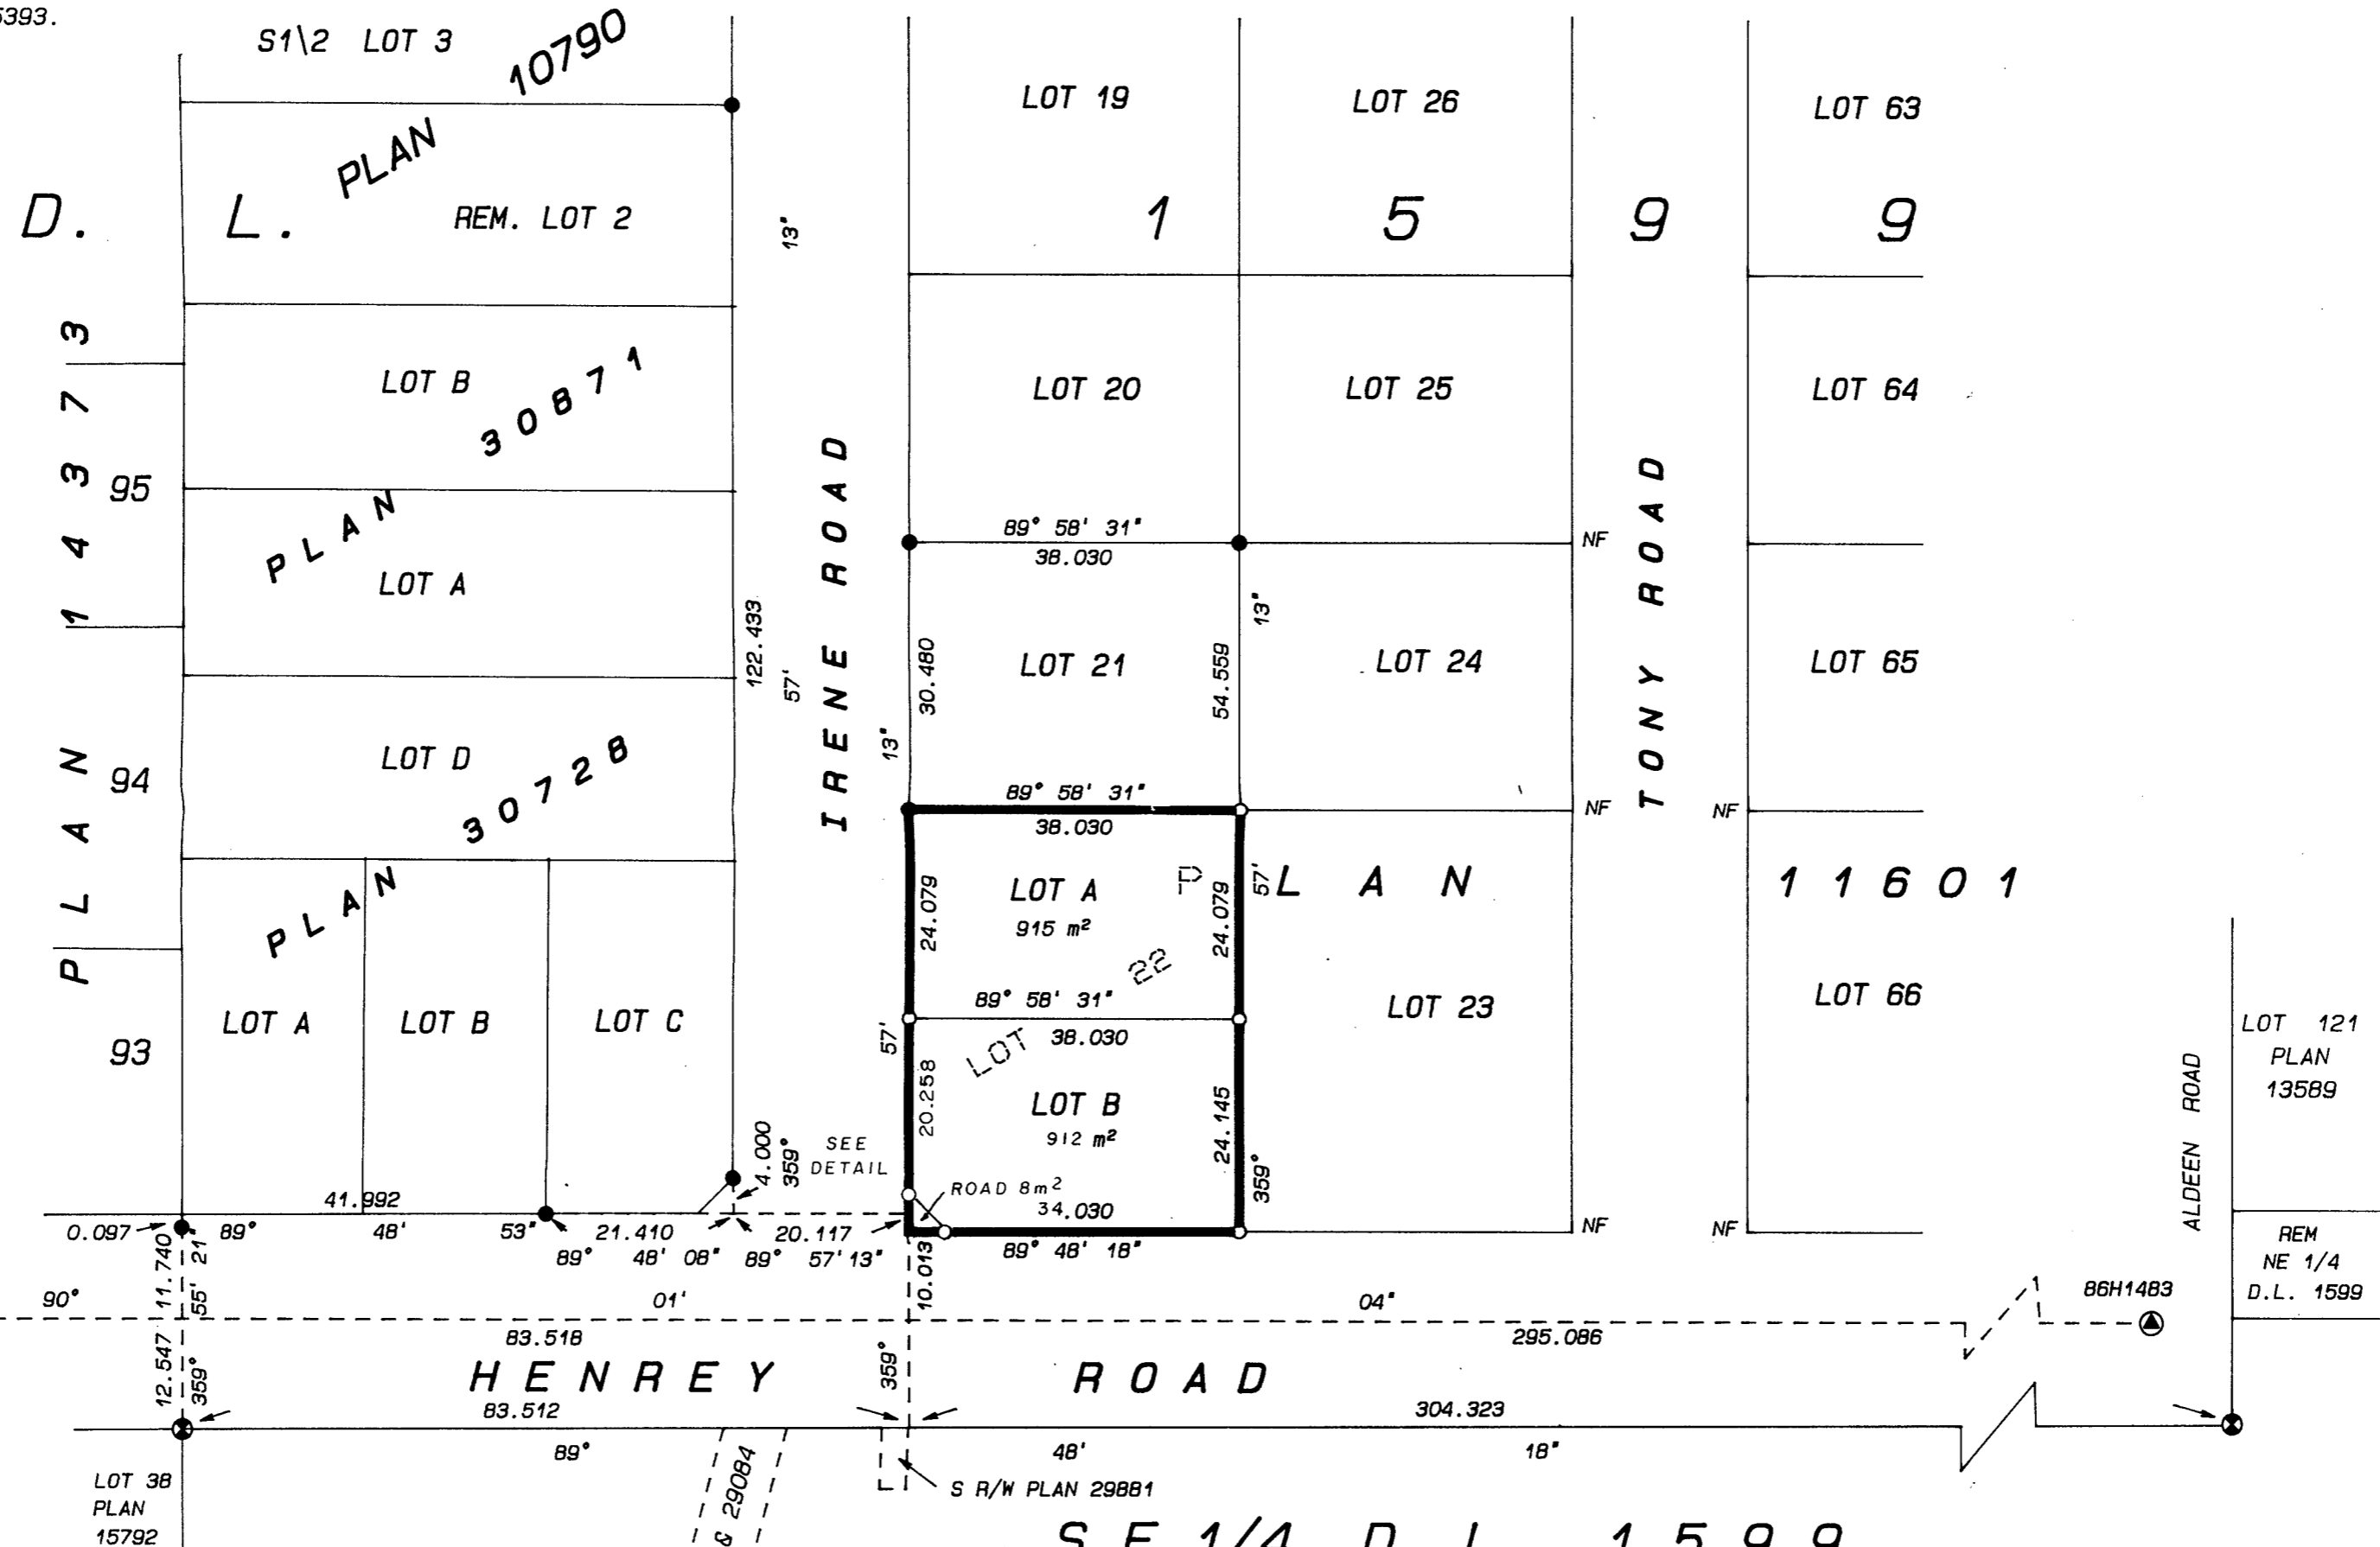 5393.
S1\2 LOT 3
PLAN 10790
REM. LOT 2
D. L. 1 5 9 9
LOT 19
LOT 26
LOT 63
13"
LOT B
PLAN 30871
LOT A
LOT 20
LOT 25
LOT 64
PLAN 14373
95
94
93
122.433
57'
IRENE ROAD
TONY ROAD
89° 58' 31"
38.030
NF
30.480
LOT 21
54.559
13"
LOT 24
LOT 65
13"
LOT D
PLAN 30728
89° 58' 31"
38.030
NF
NF
24.079
LOT A
915 m²
24.079
57'
PLAN 11601
LOT 22
89° 58' 31"
38.030
57'
LOT 23
LOT 66
LOT A
LOT B
LOT C
20.258
LOT B
912 m²
24.145
359°
4.000
359°
SEE
DETAIL
ROAD 8m²
34.030
89° 48' 18"
NF
NF
ALDEEN ROAD
LOT 121
PLAN
13589
REM
NE 1/4
D.L. 1599
41.992
0.097
89° 48' 53"
21.410
89° 48' 08"
20.117
89° 57' 13"
10.013
11.740
55' 21"
90° 01' 04"
86H1483
83.518
295.086
12.547
359°
HENREY ROAD
359°
83.512
304.323
89° 48' 18"
S R/W PLAN 29881
& 29084
LOT 38
PLAN
15792
S E 1/4 D L 1599